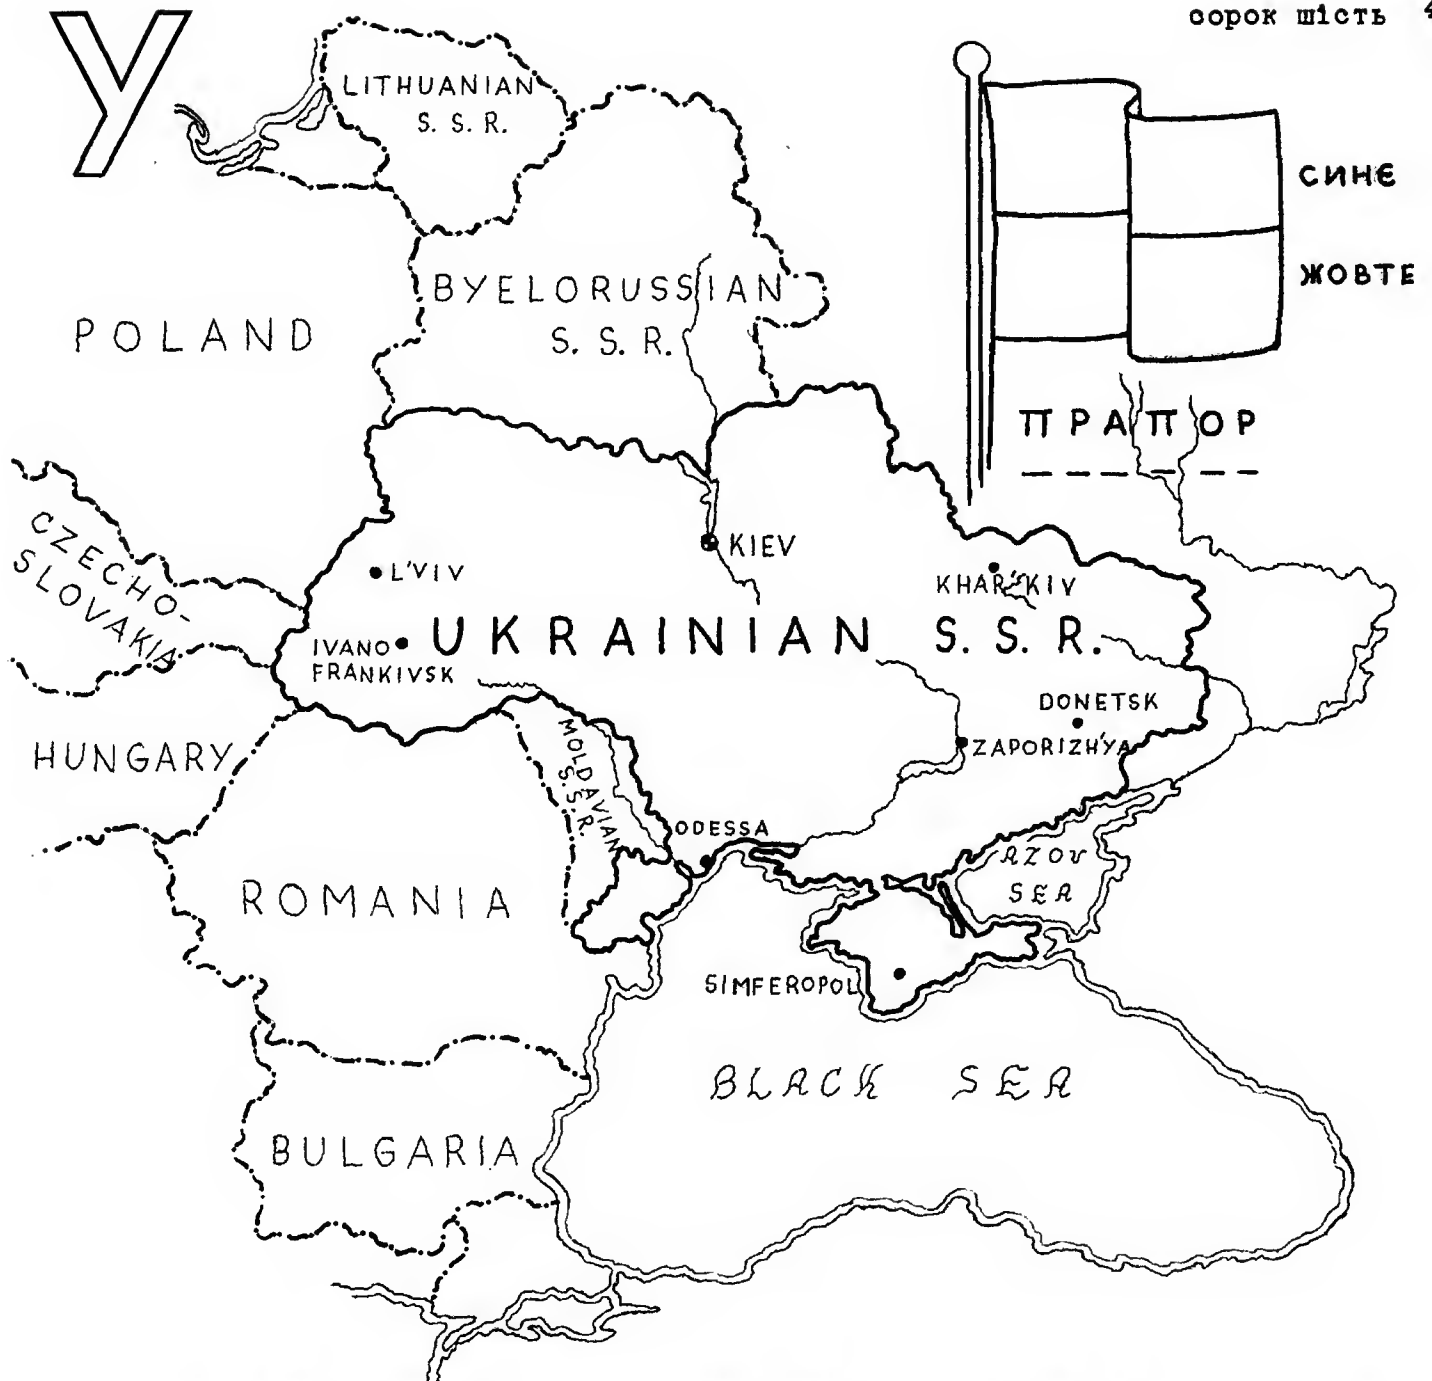 У
сорок шість 4
LITHUANIAN
S. S. R.
СИНЄ
ЖОВТЕ
BYELORUSSIAN
S. S. R.
POLAND
ПРАПОР
CZECHO-
SLOVAKIA
KIEV
L'VIV
KHAR'KIV
UKRAINIAN S.S.R.
IVANO
FRANKIVSK
DONETSK
ZAPORIZH'YA
HUNGARY
MOLDAVIAN
S.S.R.
ODESSA
AZOV
SEA
ROMANIA
SIMFEROPOL
BLACK SEA
BULGARIA